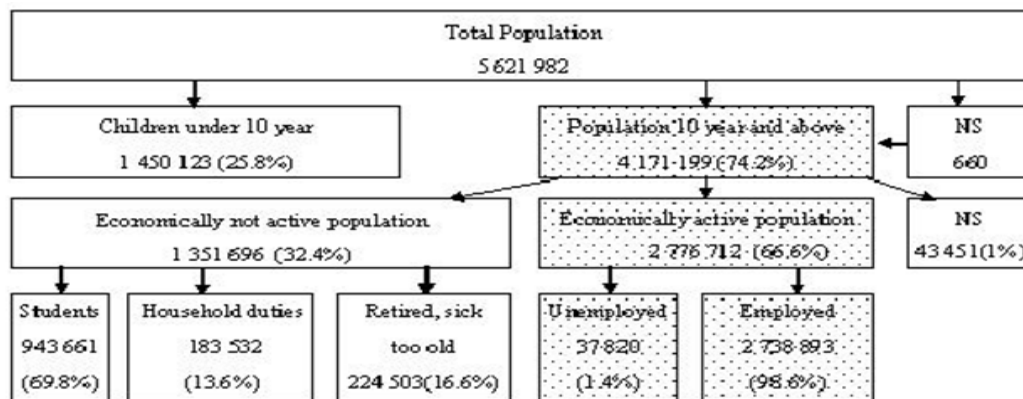 Total Population
5 621 982
Children under 10 year
1 450 123 (25.8%)
Population 10 year and above
4 171 199 (74.2%)
NS
660
Economically not active population
1 351 696 (32.4%)
Economically active population
2 776 712 (66.6%)
NS
43 451(1%)
Students
943 661
(69.8%)
Household duties
183 532
(13.6%)
Retired, sick
too old
224 503(16.6%)
Unemployed
37 820
(1.4%)
Employed
2 738 893
(98.6%)